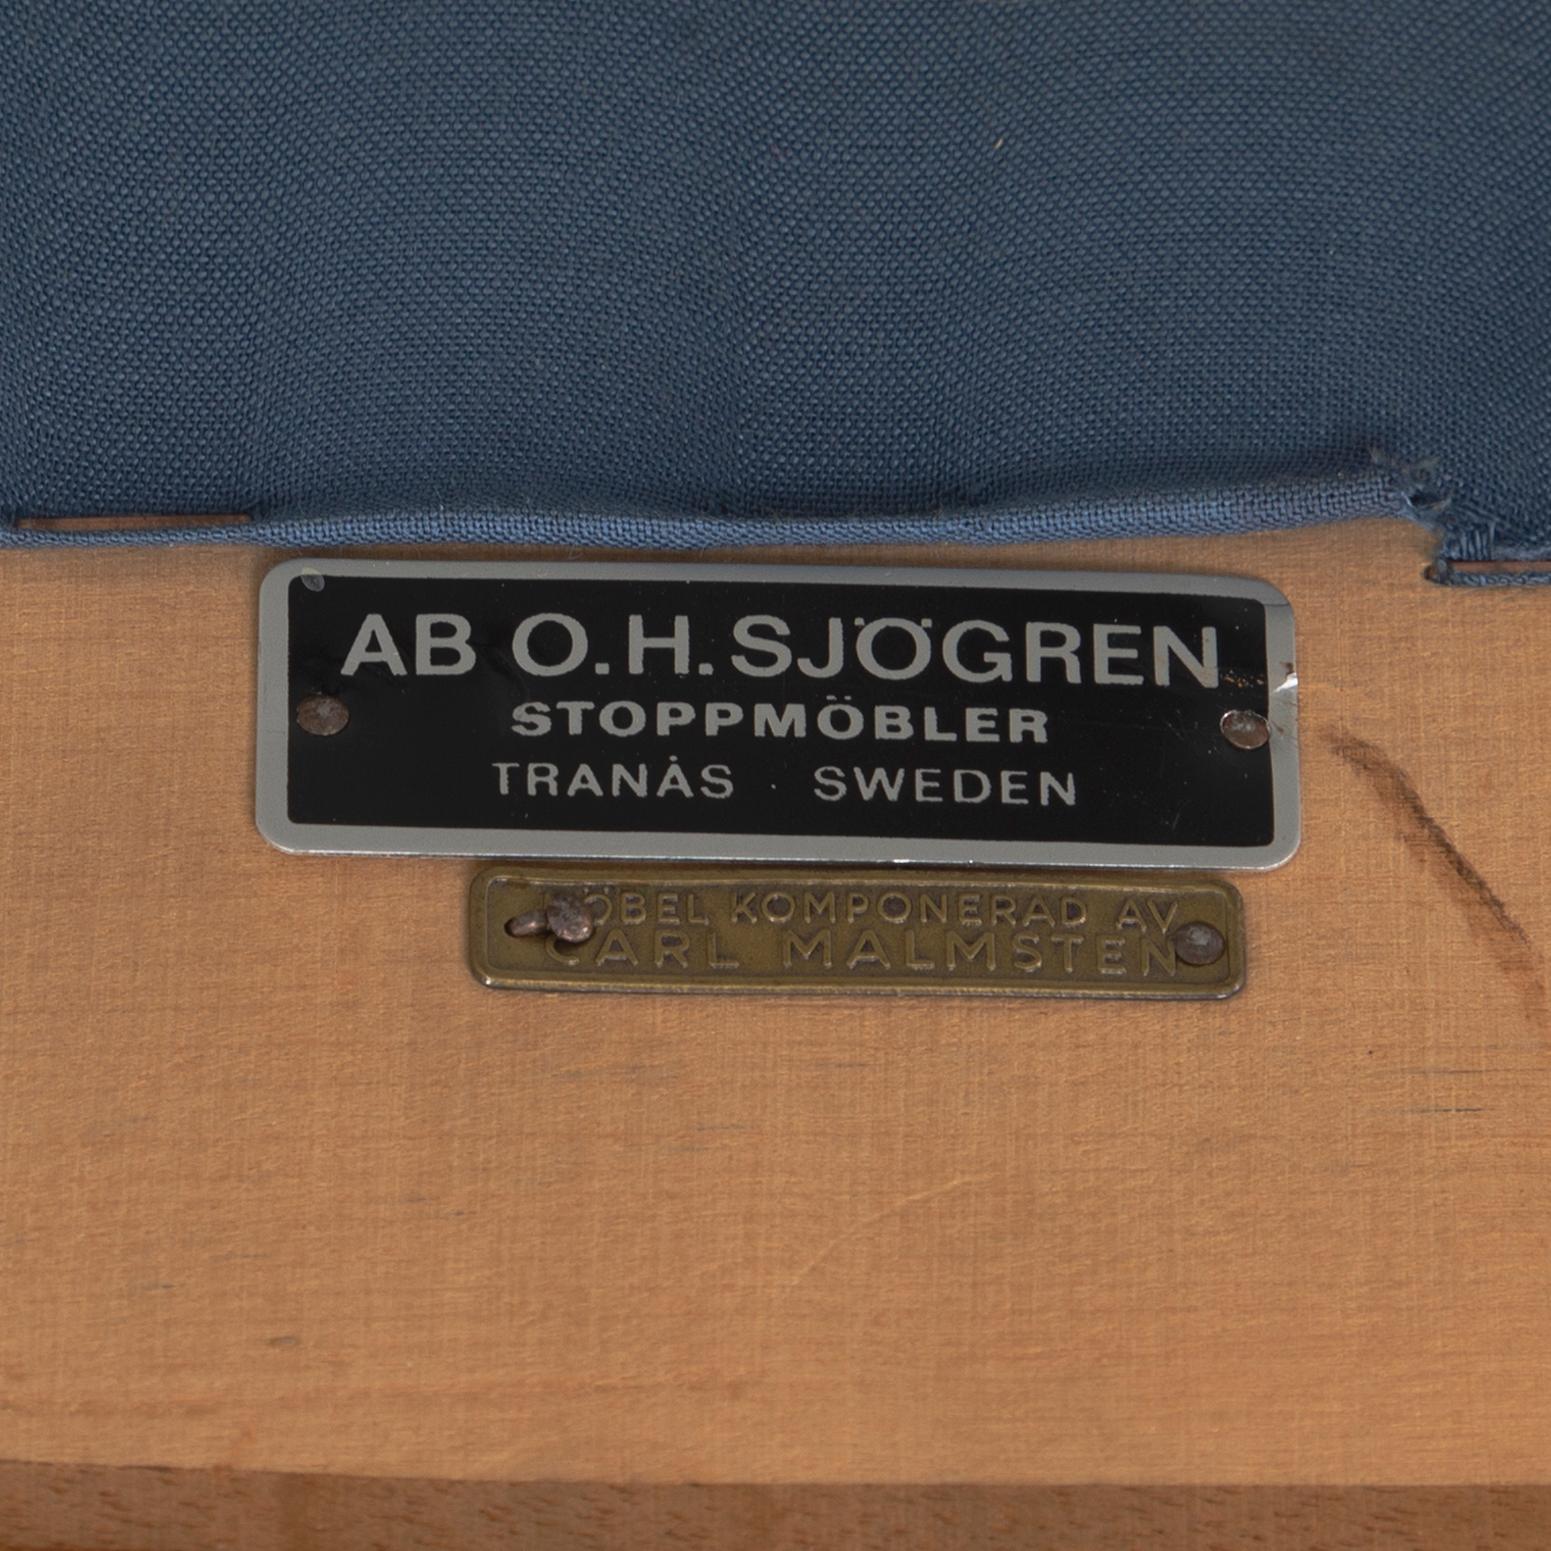 AB O.H. SJÖGREN
STOPPMÖBLER
TRANÅS · SWEDEN
MÖBEL KOMPONERAD AV
CARL MALMSTEN